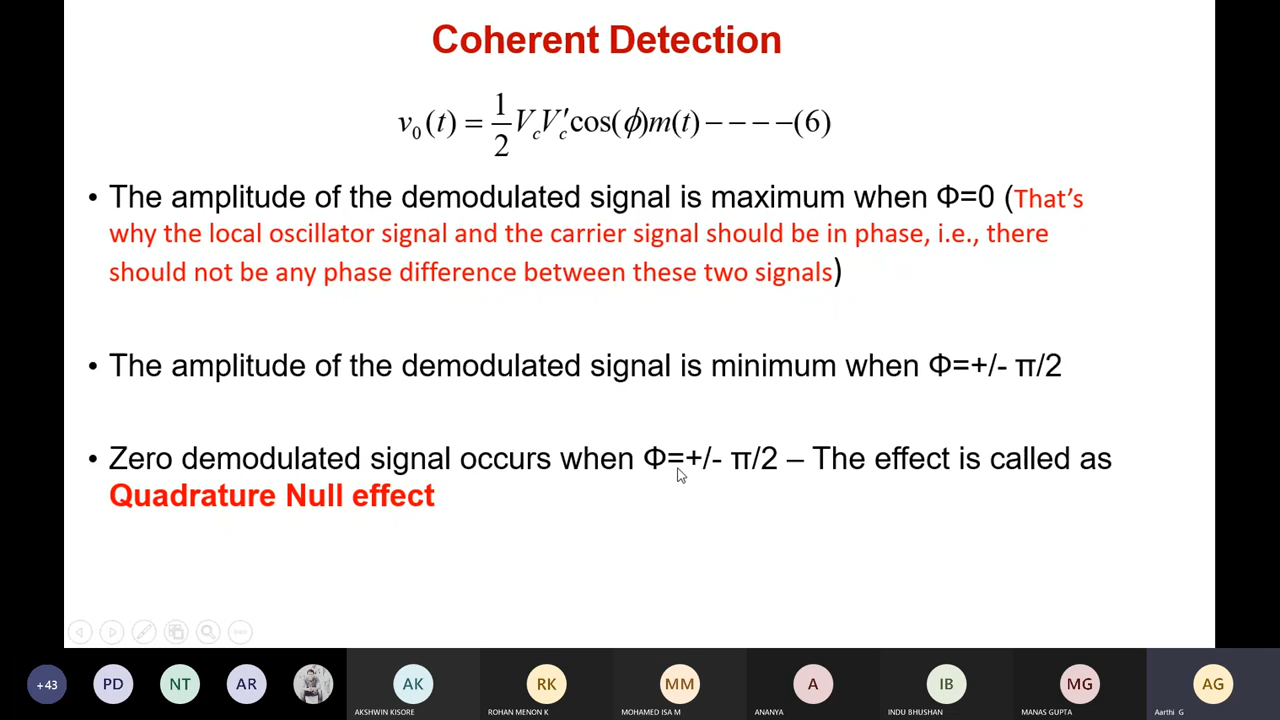 Coherent Detection
v₀(t) = 1/2 V_c V′_c cos(ϕ)m(t) − − − −(6)
• The amplitude of the demodulated signal is maximum when Φ=0 (That’s
why the local oscillator signal and the carrier signal should be in phase, i.e., there
should not be any phase difference between these two signals)
• The amplitude of the demodulated signal is minimum when Φ=+/- π/2
• Zero demodulated signal occurs when Φ=+/- π/2 – The effect is called as
Quadrature Null effect
+43 PD NT AR AK RK MM A IB MG AG
AKSHWIN KISORE ROHAN MENON K MOHAMED ISA M ANANYA INDU BHUSHAN MANAS GUPTA Aarthi G